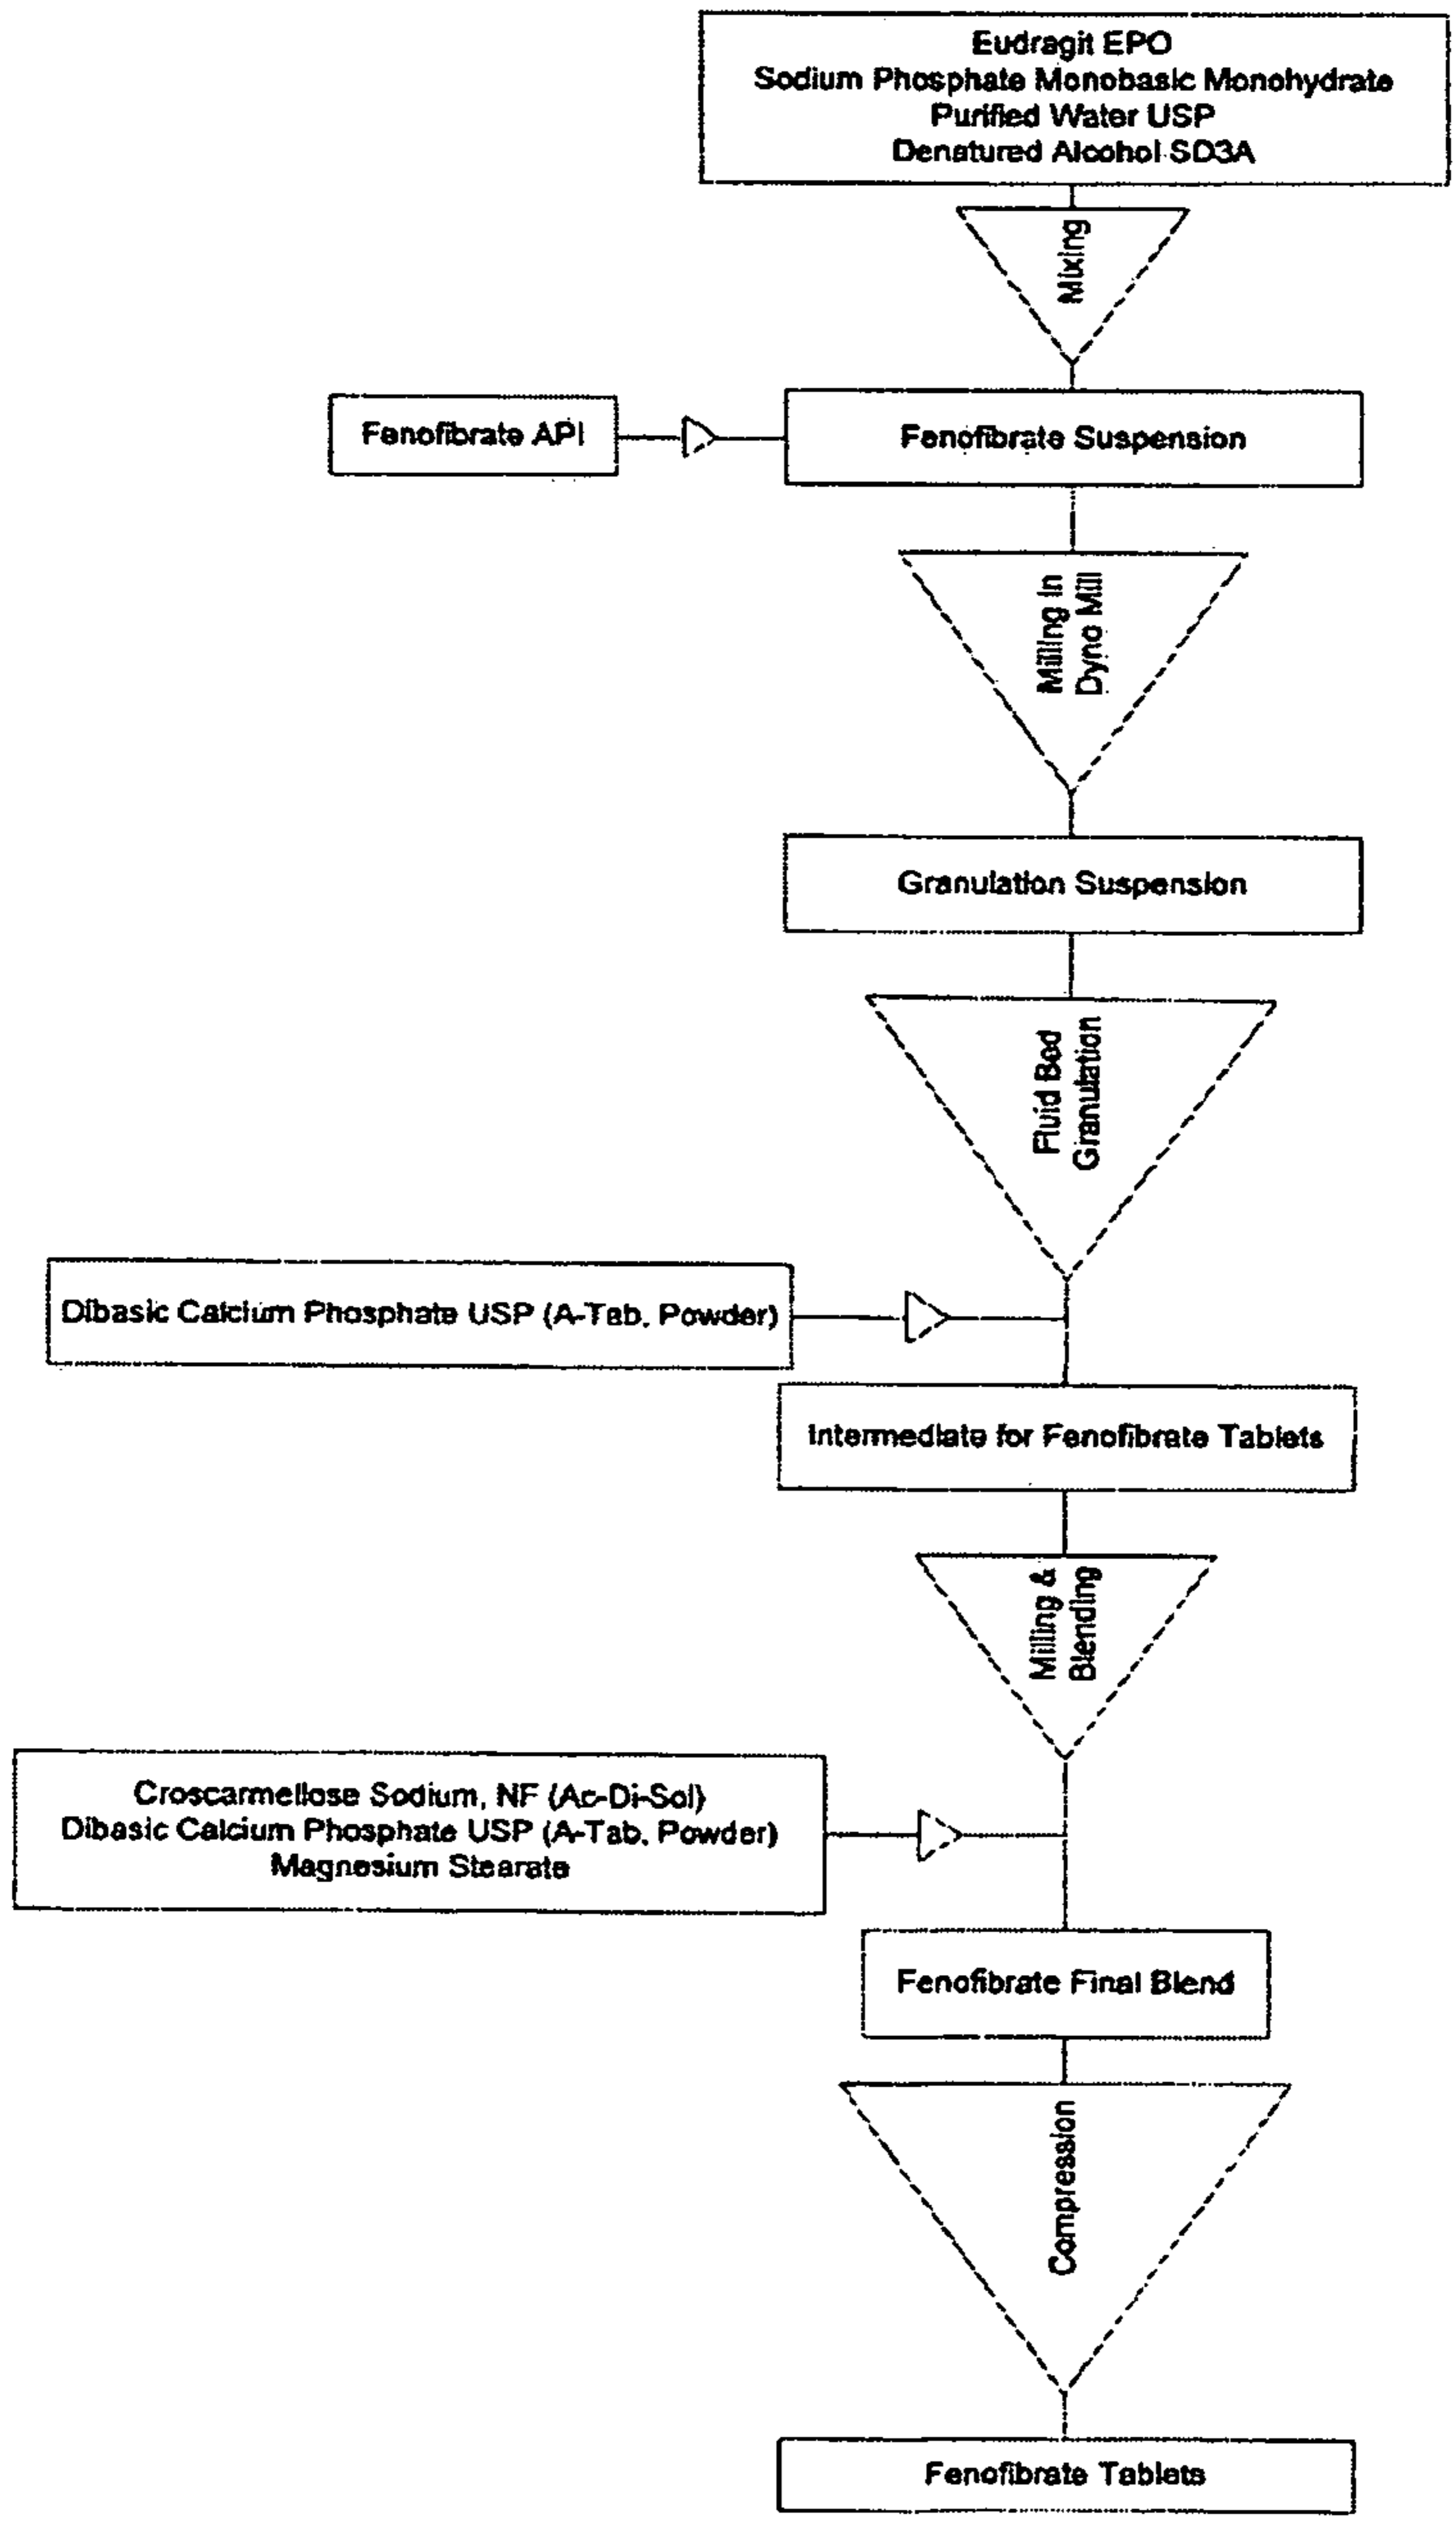 Eudragit EPO
Sodium Phosphate Monobasic Monohydrate
Purified Water USP
Denatured Alcohol SD3A
Mixing
Fenofibrate API
Fenofibrate Suspension
Milling in
Dyno Mill
Granulation Suspension
Fluid Bed
Granulation
Dibasic Calcium Phosphate USP (A-Tab, Powder)
Intermediate for Fenofibrate Tablets
Milling &
Blending
Croscarmellose Sodium, NF (Ac-Di-Sol)
Dibasic Calcium Phosphate USP (A-Tab, Powder)
Magnesium Stearate
Fenofibrate Final Blend
Compression
Fenofibrate Tablets